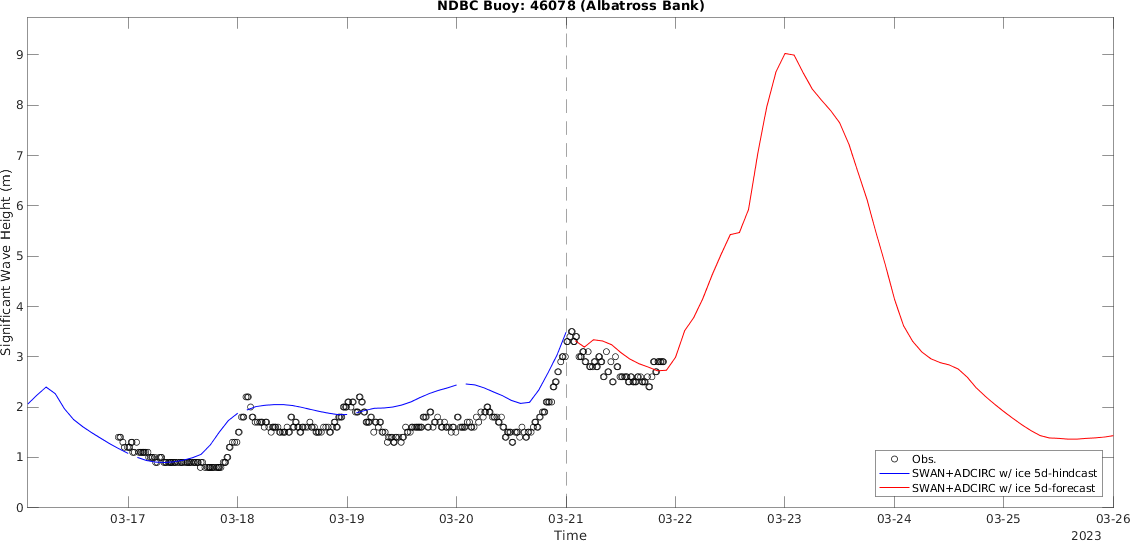 NDBC Buoy: 46078 (Albatross Bank)
9
8
7
6
5
4
3
2
1
0
Significant Wave Height (m)
Obs.
SWAN+ADCIRC w/ ice 5d-hindcast
SWAN+ADCIRC w/ ice 5d-forecast
03-17 03-18 03-19 03-20 03-21 03-22 03-23 03-24 03-25 03-26
Time
2023